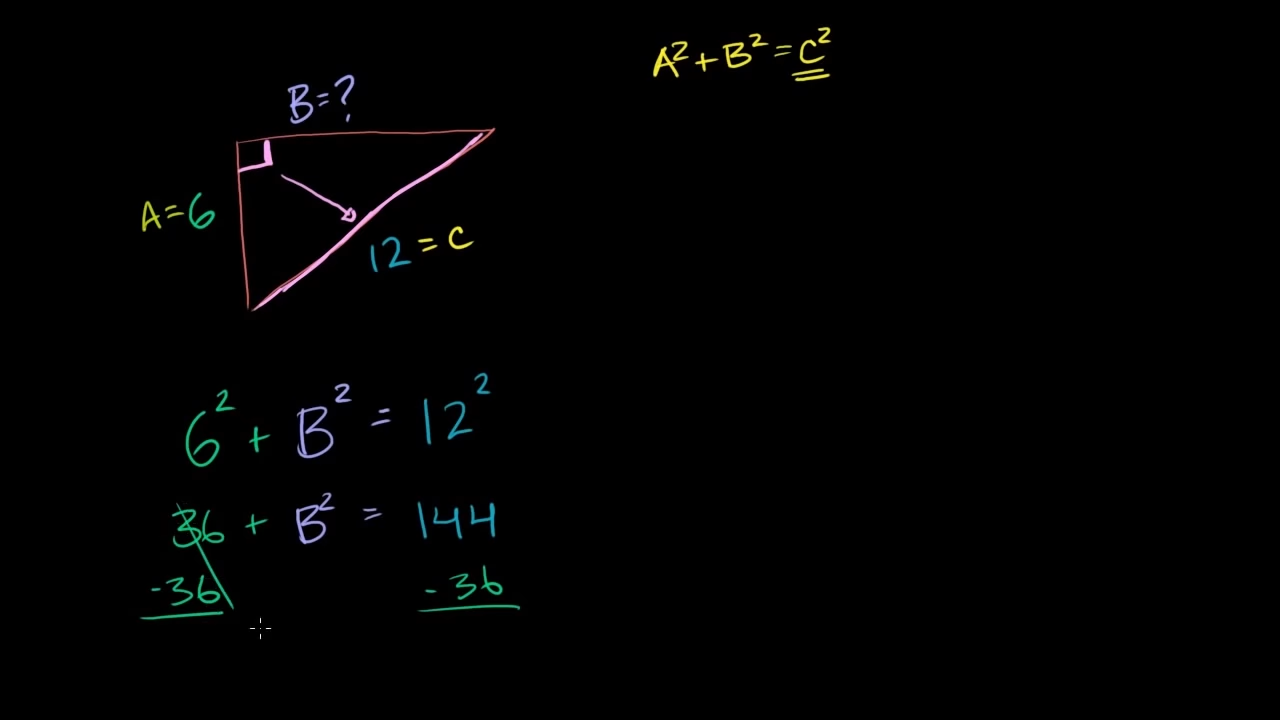 A² + B² = C²
B = ?
A = 6
12 = C
6² + B² = 12²
36 + B² = 144
-36 -36